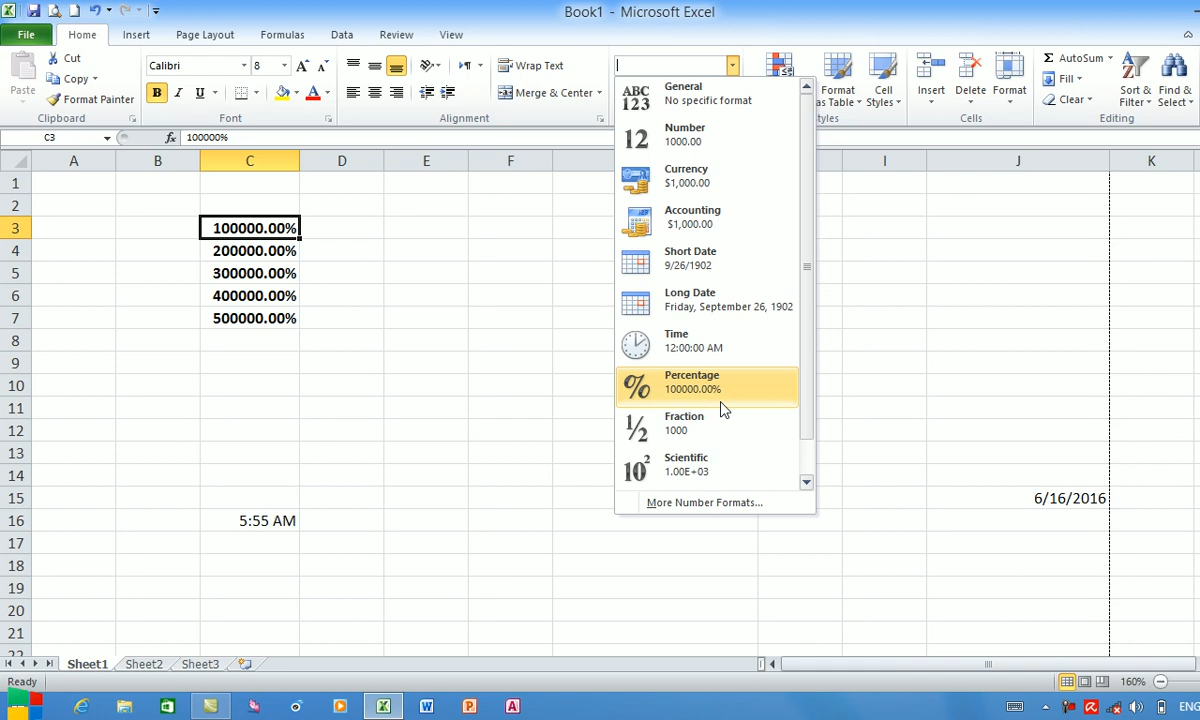 Book1 - Microsoft Excel
File Home Insert Page Layout Formulas Data Review View
Paste
Cut
Copy
Format Painter
Clipboard
Calibri 8
B I U
Font
Wrap Text
Merge & Center
Alignment
Format as Table
Cell Styles
Insert Delete Format
Cells
AutoSum
Fill
Clear
Sort & Filter
Find & Select
Editing
C3 fx 100000%
A B C D E F I J K
General
No specific format
Number
1000.00
Currency
$1,000.00
Accounting
$1,000.00
Short Date
9/26/1902
Long Date
Friday, September 26, 1902
Time
12:00:00 AM
Percentage
100000.00%
Fraction
1000
Scientific
1.00E+03
More Number Formats...
1
2
3 100000.00%
4 200000.00%
5 300000.00%
6 400000.00%
7 500000.00%
8
9
10
11
12
13
14
15 6/16/2016
16 5:55 AM
17
18
19
20
21
22
Sheet1 Sheet2 Sheet3
Ready 160%
ENG